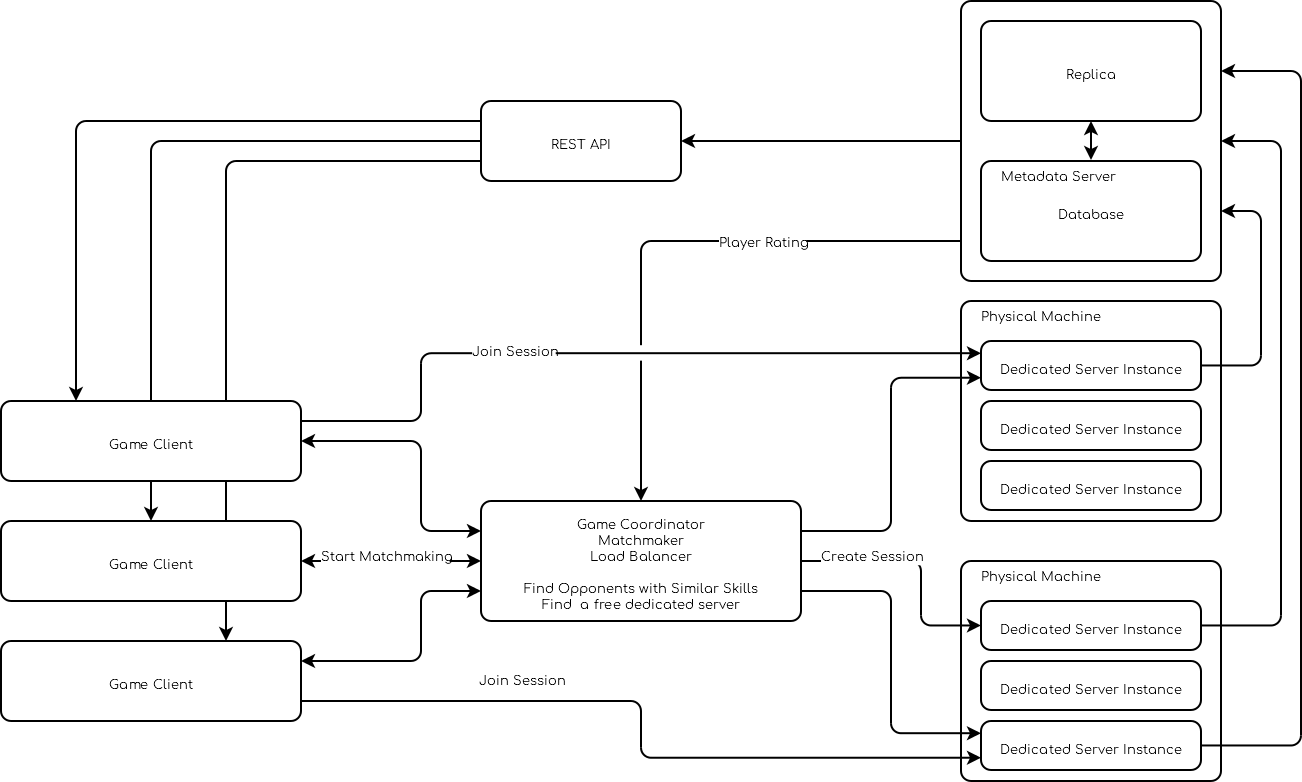 Replica
REST API
Metadata Server
Database
Player Rating
Physical Machine
Join Session
Dedicated Server Instance
Dedicated Server Instance
Game Client
Dedicated Server Instance
Game Coordinator
Matchmaker
Load Balancer
Find Opponents with Similar Skills
Find a free dedicated server
Start Matchmaking
Create Session
Game Client
Physical Machine
Dedicated Server Instance
Join Session
Game Client
Dedicated Server Instance
Dedicated Server Instance